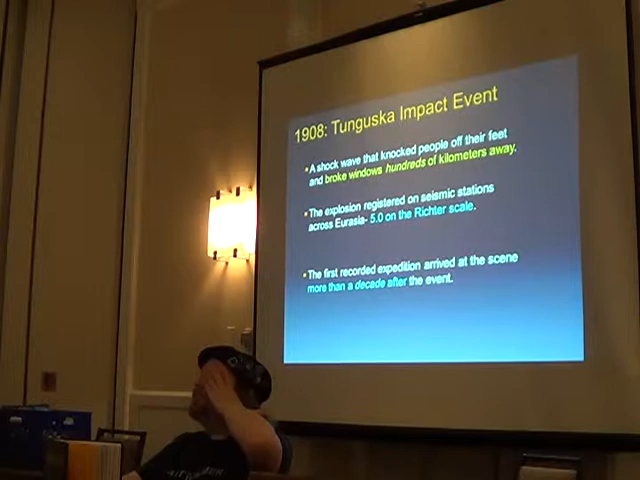 1908: Tunguska Impact Event
•A shock wave that knocked people off their feet
and broke windows hundreds of kilometers away.
•The explosion registered on seismic stations
across Eurasia- 5.0 on the Richter scale.
•The first recorded expedition arrived at the scene
more than a decade after the event.